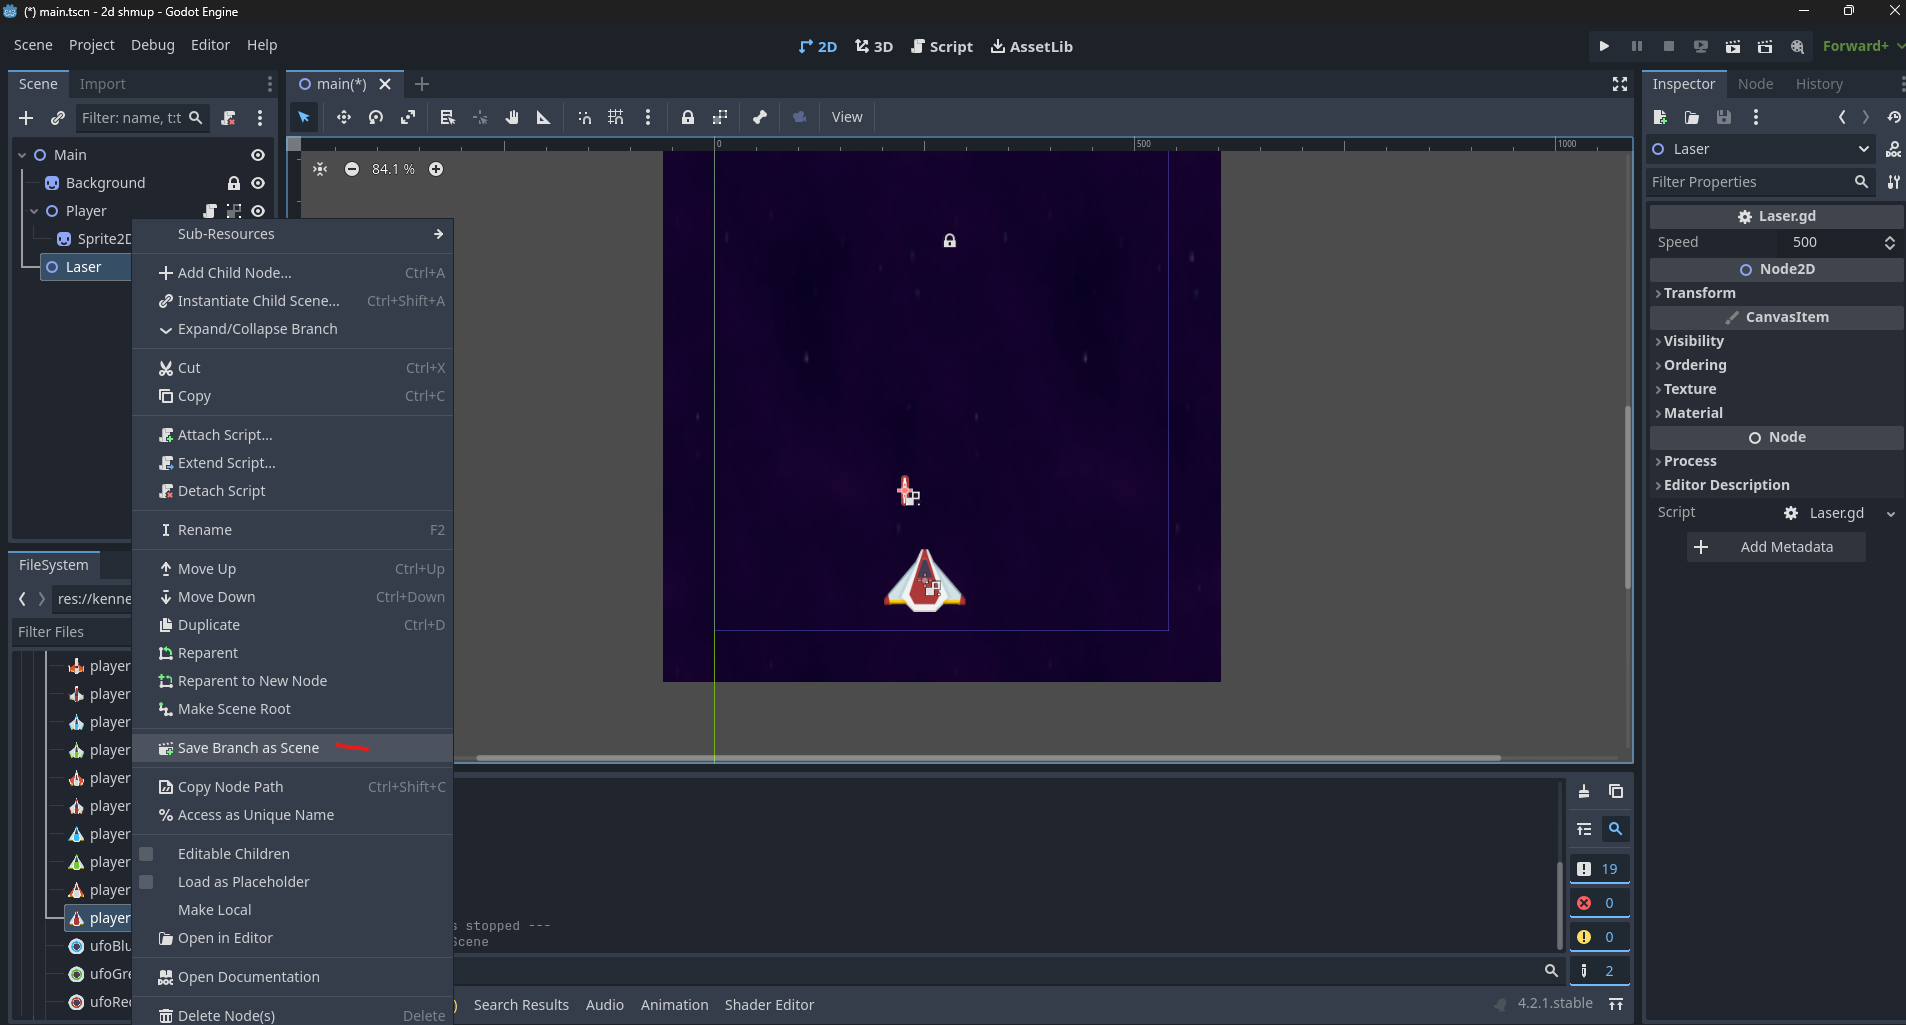 (*) main.tscn - 2d shmup - Godot Engine
Scene Project Debug Editor Help
2D 3D Script AssetLib
Forward+
Scene Import
main(*)
Inspector Node History
Filter: name, t:t
View
Main
Background
Player
Sprite2D
Laser
0 500 1000
84.1 %
Sub-Resources
Add Child Node... Ctrl+A
Instantiate Child Scene... Ctrl+Shift+A
Expand/Collapse Branch
Cut Ctrl+X
Copy Ctrl+C
Attach Script...
Extend Script...
Detach Script
Rename F2
Move Up Ctrl+Up
Move Down Ctrl+Down
Duplicate Ctrl+D
Reparent
Reparent to New Node
Make Scene Root
Save Branch as Scene
Copy Node Path Ctrl+Shift+C
Access as Unique Name
Editable Children
Load as Placeholder
Make Local
Open in Editor
Open Documentation
Delete Node(s) Delete
FileSystem
res://kenne
Filter Files
player
player
player
player
player
player
player
player
player
player
ufoBlu
ufoGre
ufoRed
Laser
DOC
Filter Properties
Laser.gd
Speed 500
Node2D
Transform
CanvasItem
Visibility
Ordering
Texture
Material
Node
Process
Editor Description
Script Laser.gd
Add Metadata
s stopped ---
Scene
19
0
0
2
) Search Results Audio Animation Shader Editor
4.2.1.stable